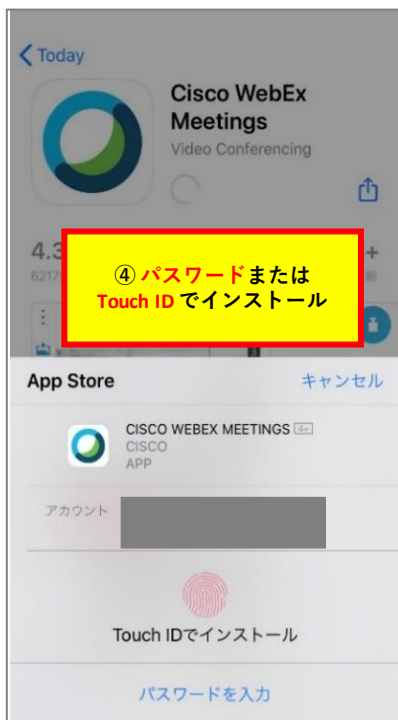 Today
Cisco WebEx
Meetings
Video Conferencing
4.3
+
④ パスワードまたは
Touch ID でインストール
App Store
キャンセル
CISCO WEBEX MEETINGS 4+
CISCO
APP
アカウント
Touch IDでインストール
パスワードを入力